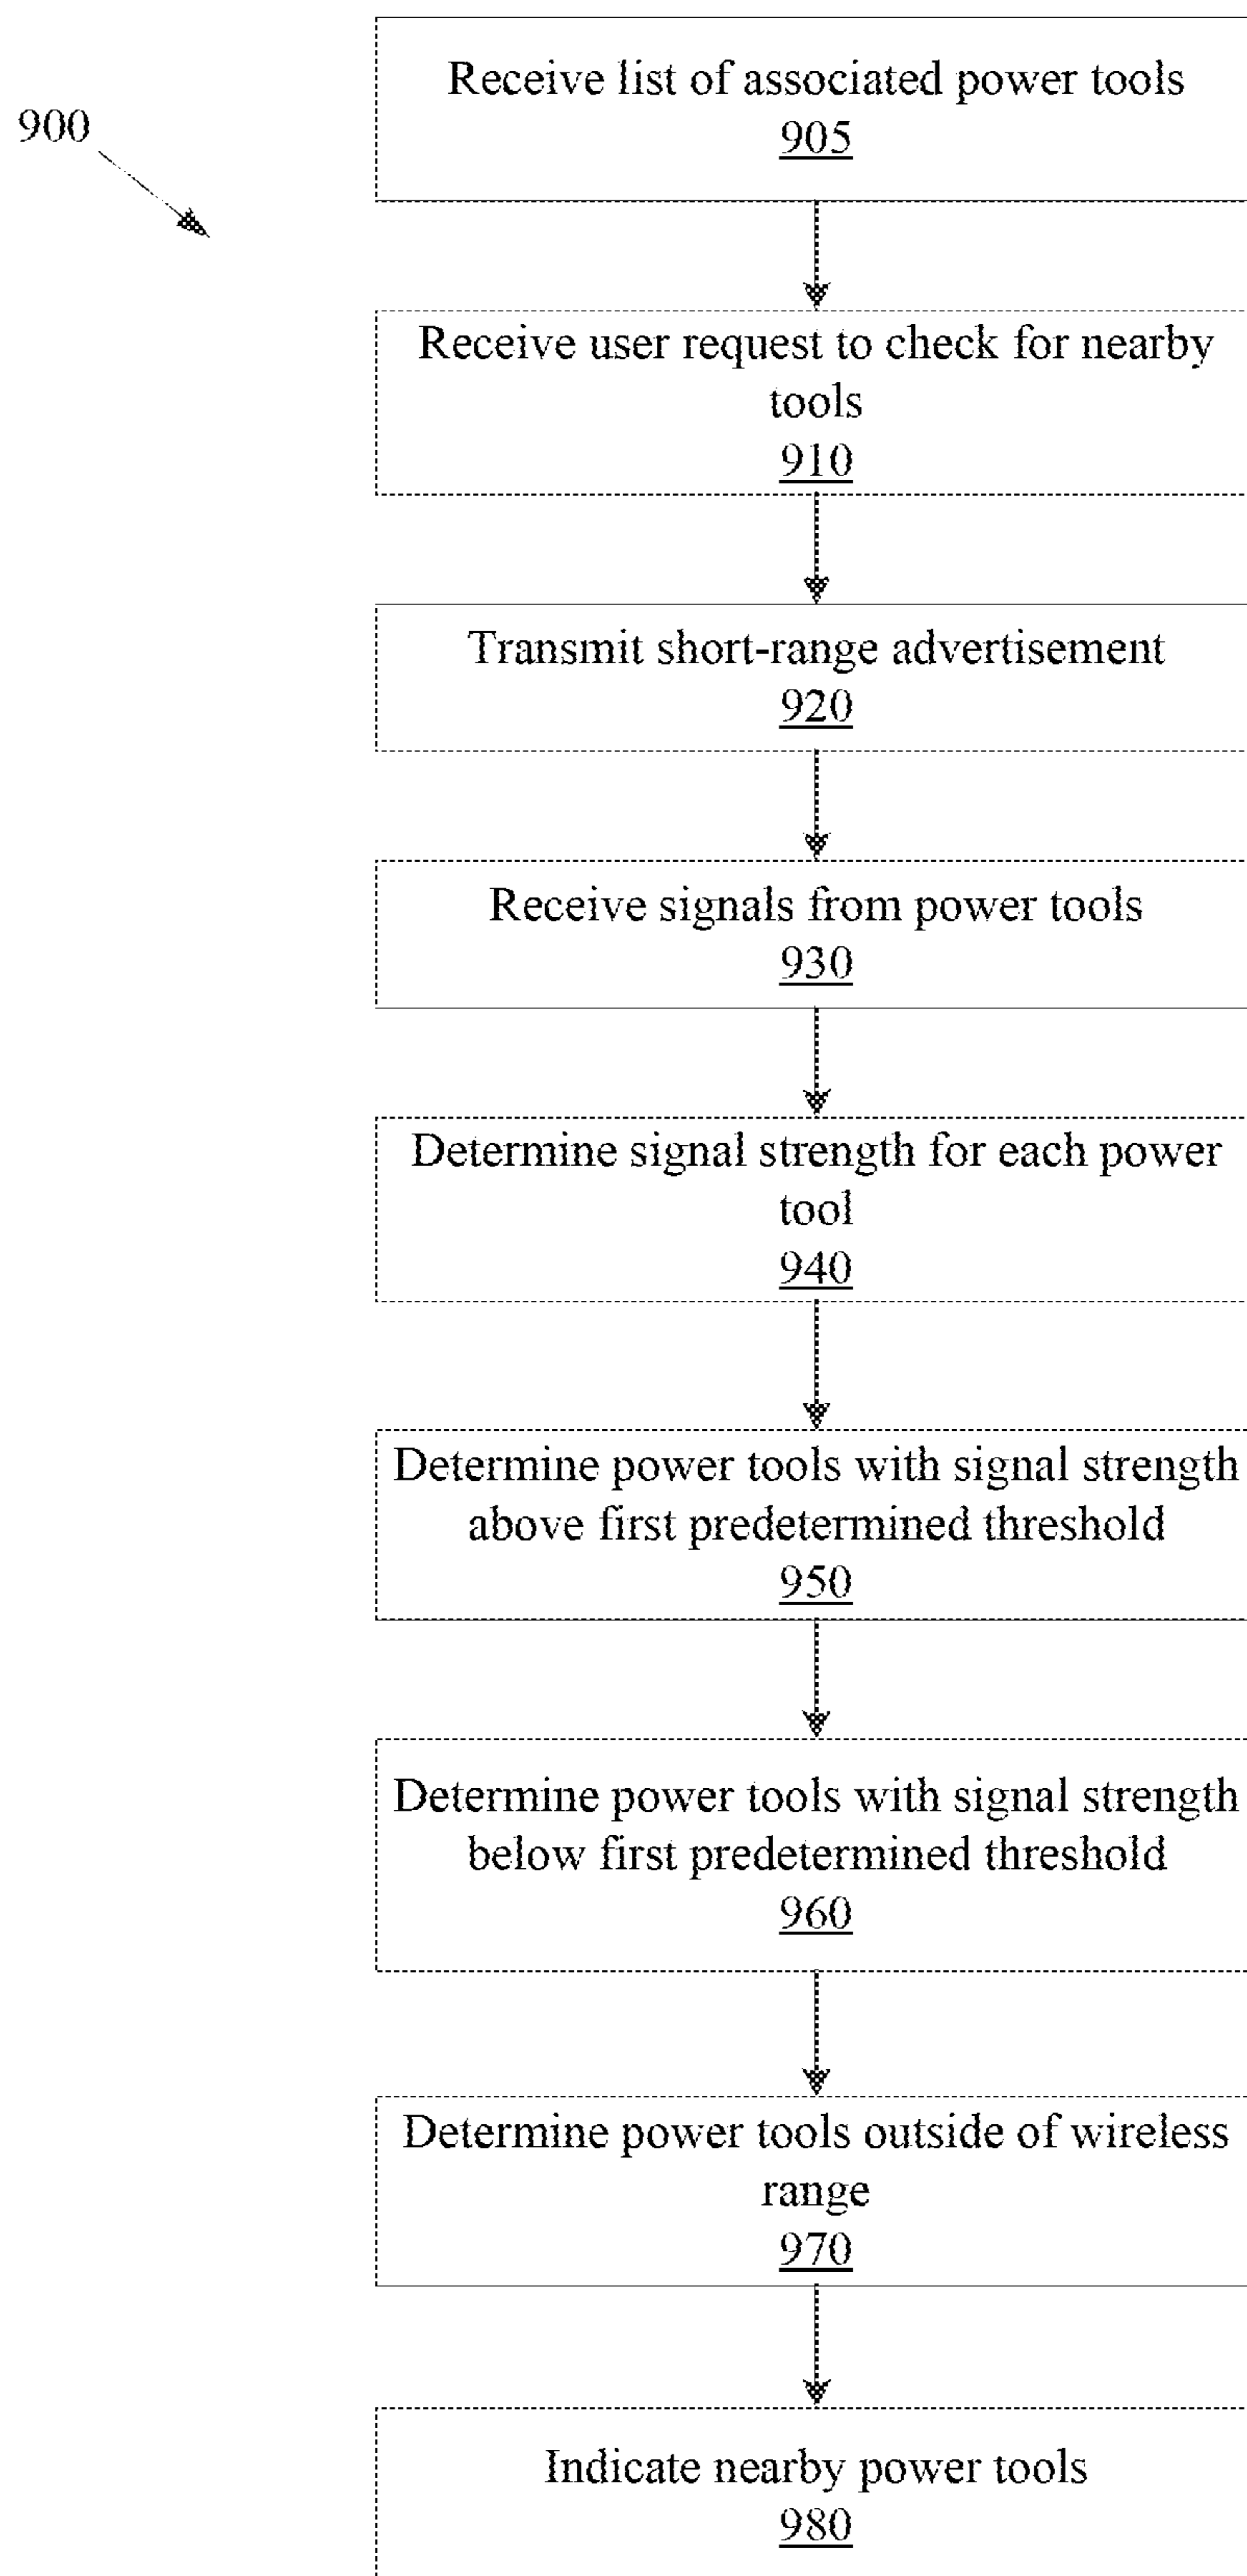 900
Receive list of associated power tools
905
Receive user request to check for nearby
tools
910
Transmit short-range advertisement
920
Receive signals from power tools
930
Determine signal strength for each power
tool
940
Determine power tools with signal strength
above first predetermined threshold
950
Determine power tools with signal strength
below first predetermined threshold
960
Determine power tools outside of wireless
range
970
Indicate nearby power tools
980